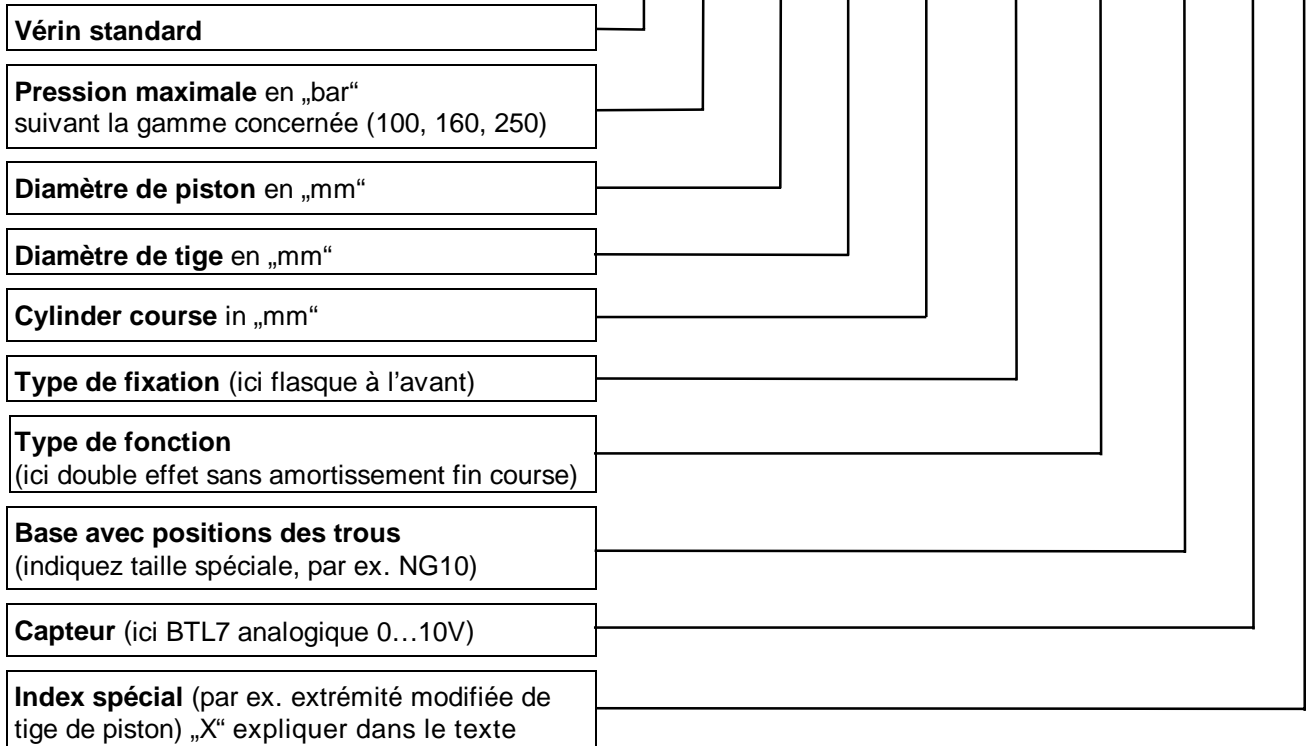 Vérin standard
Pression maximale en „bar“
suivant la gamme concernée (100, 160, 250)
Diamètre de piston en „mm“
Diamètre de tige en „mm“
Cylinder course in „mm“
Type de fixation (ici flasque à l'avant)
Type de fonction
(ici double effet sans amortissement fin course)
Base avec positions des trous
(indiquez taille spéciale, par ex. NG10)
Capteur (ici BTL7 analogique 0…10V)
Index spécial (par ex. extrémité modifiée de
tige de piston) „X“ expliquer dans le texte